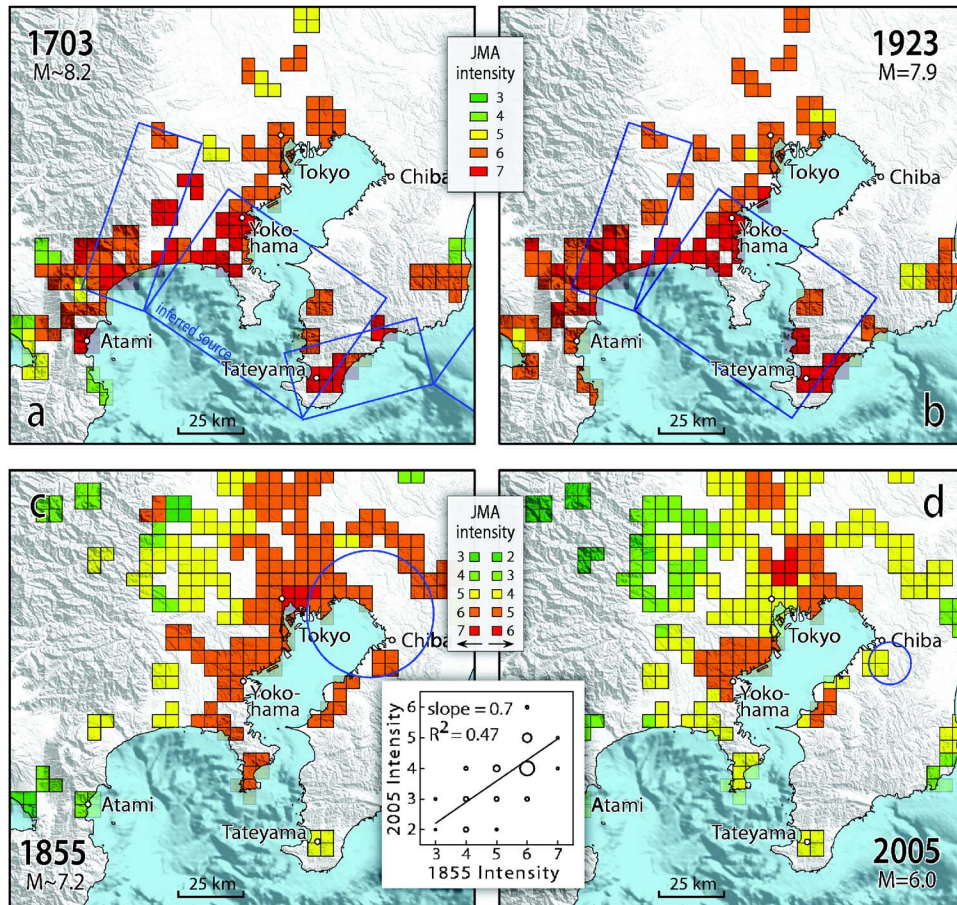 1703
M~8.2
JMA
intensity
3
4
5
6
7
Tokyo
Chiba
Yoko-
hama
inferred source
Atami
Tateyama
25 km
a
1923
M=7.9
Tokyo
Chiba
Yoko-
hama
Atami
Tateyama
25 km
b
c
JMA
intensity
3 2
4 3
5 4
6 5
7 6
Tokyo
Chiba
Yoko-
hama
Atami
Tateyama
1855
M~7.2
25 km
slope = 0.7
R² = 0.47
2005 Intensity
6
5
4
3
2
3 4 5 6 7
1855 Intensity
d
Tokyo
Chiba
Yoko-
hama
Atami
Tateyama
25 km
2005
M=6.0